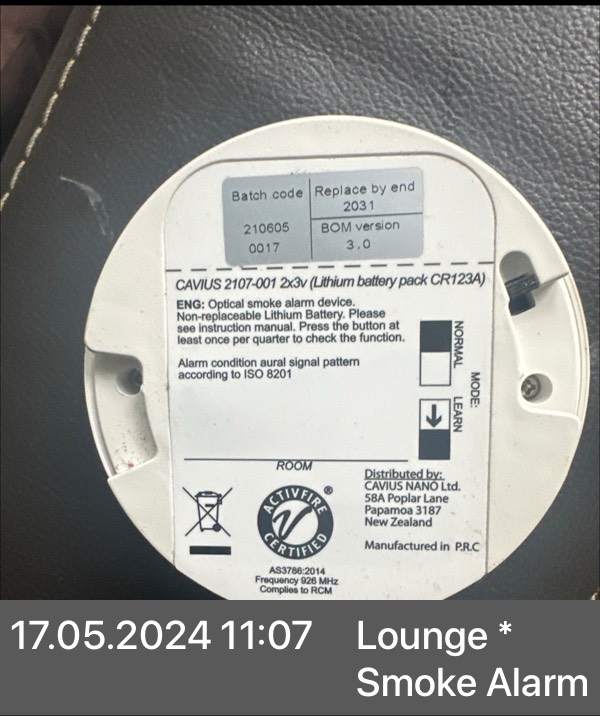 Batch code
210605
0017
Replace by end
2031
BOM version
3.0
CAVIUS 2107-001 2x3v (Lithium battery pack CR123A)
ENG: Optical smoke alarm device.
Non-replaceable Lithium Battery. Please
see instruction manual. Press the button at
least once per quarter to check the function.
Alarm condition aural signal pattern
according to ISO 8201
NORMAL
MODE:
LEARN
ROOM
ACTIVFIRE ®
CERTIFIED
AS3786:2014
Frequency 926 MHz
Complies to RCM
Distributed by:
CAVIUS NANO Ltd.
58A Poplar Lane
Papamoa 3187
New Zealand
Manufactured in P.R.C
17.05.2024 11:07
Lounge *
Smoke Alarm